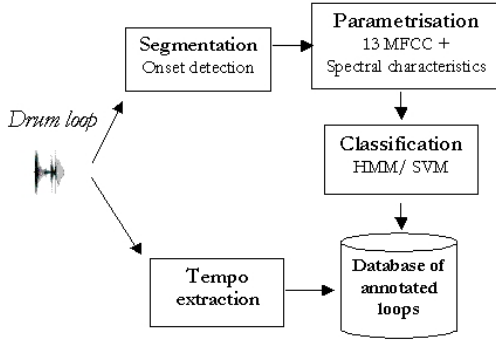 Drum loop
Segmentation
Onset detection
Parametrisation
13 MFCC +
Spectral characteristics
Classification
HMM/ SVM
Tempo
extraction
Database of
annotated
loops